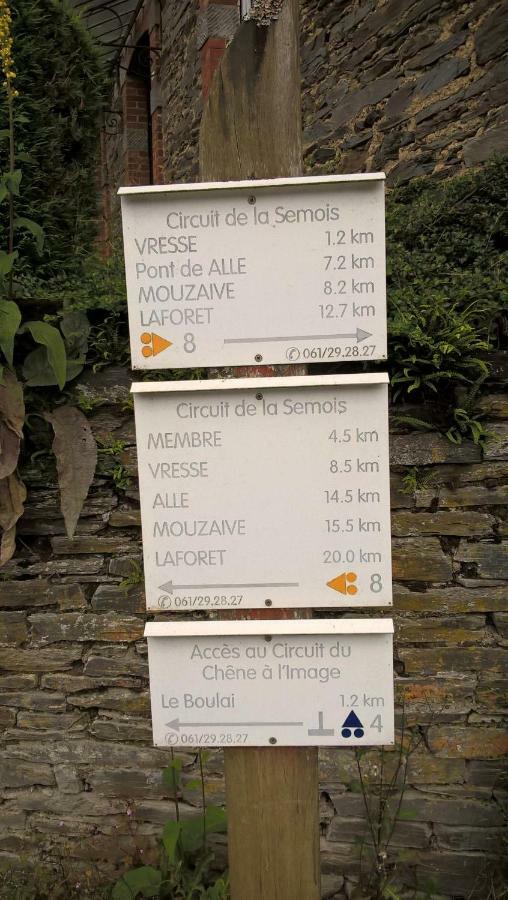 Circuit de la Semois
VRESSE 1.2 km
Pont de ALLE 7.2 km
MOUZAIVE 8.2 km
LAFORET 12.7 km
8
061/29.28.27
Circuit de la Semois
MEMBRE 4.5 km
VRESSE 8.5 km
ALLE 14.5 km
MOUZAIVE 15.5 km
LAFORET 20.0 km
8
061/29.28.27
Accès au Circuit du
Chêne à l'Image
Le Boulai 1.2 km
4
061/29.28.27